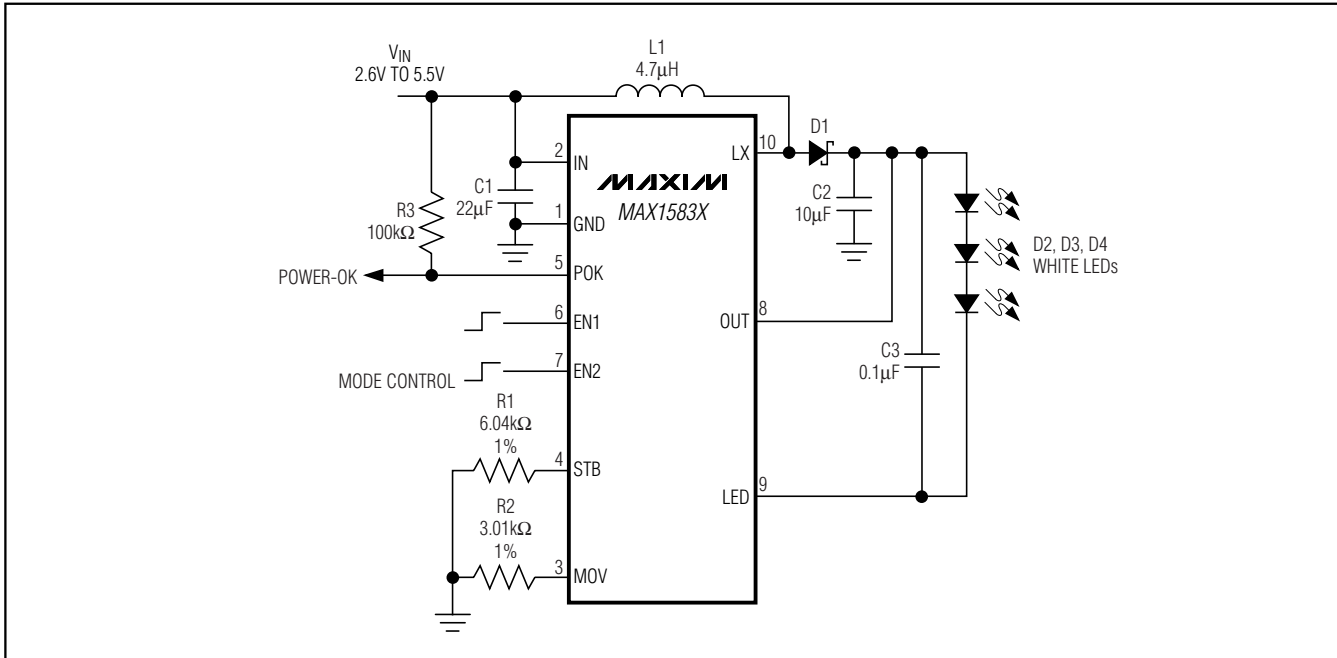 VIN
2.6V TO 5.5V
L1
4.7μH
R3
100kΩ
C1
22μF
2
IN
1
GND
MAXIM
MAX1583X
LX
10
D1
C2
10μF
D2, D3, D4
WHITE LEDs
POWER-OK
5
POK
6
EN1
MODE CONTROL
7
EN2
OUT
8
C3
0.1μF
R1
6.04kΩ
1%
4
STB
R2
3.01kΩ
1%
3
MOV
LED
9